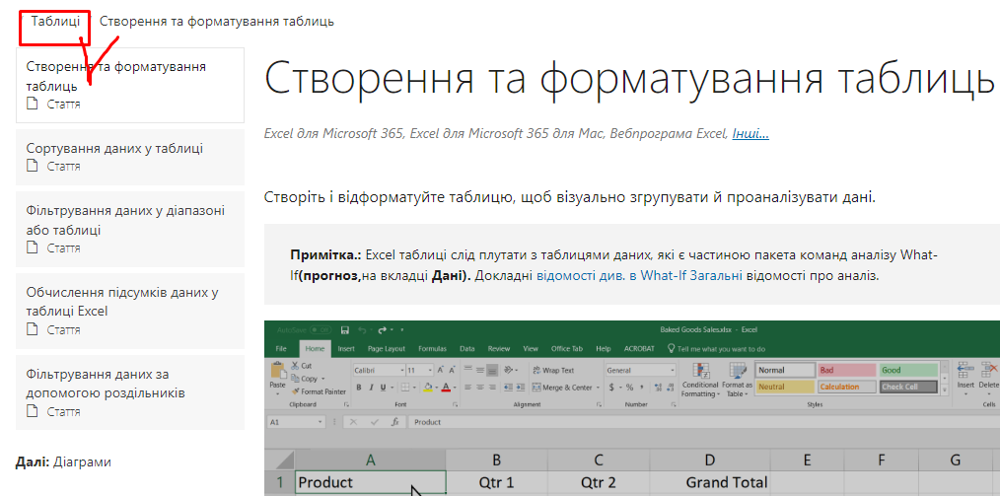 Таблиці / Створення та форматування таблиць
Створення та форматування
таблиць
Стаття
Сортування даних у таблиці
Стаття
Фільтрування даних у діапазоні
або таблиці
Стаття
Обчислення підсумків даних у
таблиці Excel
Стаття
Фільтрування даних за
допомогою роздільників
Стаття
Далі: Діаграми
Створення та форматування таблиць
Excel для Microsoft 365, Excel для Microsoft 365 для Mac, Вебпрограма Excel, Інші...
Створіть і відформатуйте таблицю, щоб візуально згрупувати й проаналізувати дані.
Примітка.: Excel таблиці слід плутати з таблицями даних, які є частиною пакета команд аналізу What-
If(прогноз,на вкладці Дані). Докладні відомості див. в What-If Загальні відомості про аналіз.
AutoSave Baked Goods Sales.xlsx - Excel
File Home Insert Page Layout Formulas Data Review View Office Tab Help ACROBAT Tell me what you want to do
Cut Calibri 11 A A Wrap Text General Normal Bad Good
Copy
Paste Format Painter B I U Merge & Center $ % Conditional Format as Neutral Calculation Check Cell Insert Delete
Formatting Table
Clipboard Font Alignment Number Styles Cells
A1 fx Product
A B C D E F G
1 Product Qtr 1 Qtr 2 Grand Total